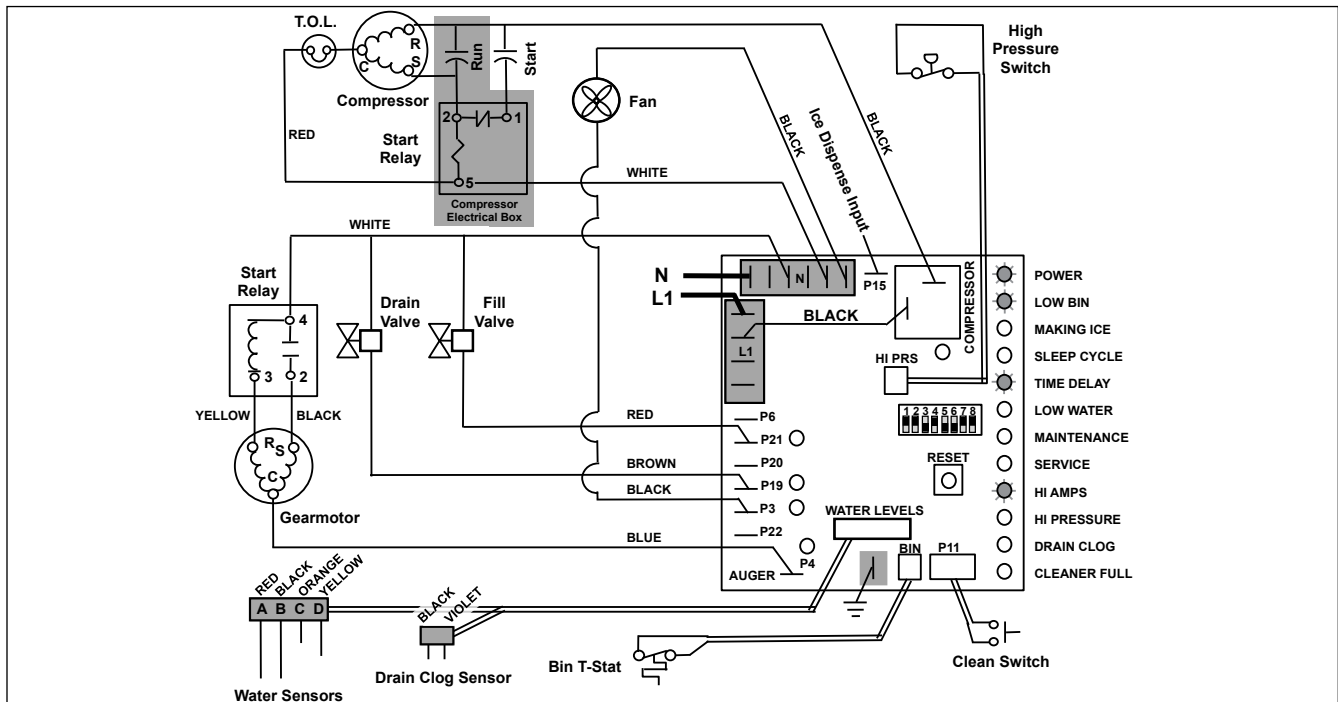 T.O.L.
R
S
C
Compressor
Run
Start
2
1
5
Start
Relay
Compressor
Electrical Box
RED
WHITE
Fan
BLACK
Ice Dispense Input
BLACK
High
Pressure
Switch
WHITE
Start
Relay
4
3
2
YELLOW
BLACK
R
S
C
Gearmotor
Drain
Valve
Fill
Valve
N
L1
N
P15
BLACK
L1
COMPRESSOR
HI PRS
1 2 3 4 5 6 7 8
RESET
RED
BROWN
BLACK
BLUE
P6
P21
P20
P19
P3
P22
P4
AUGER
WATER LEVELS
BIN
P11
POWER
LOW BIN
MAKING ICE
SLEEP CYCLE
TIME DELAY
LOW WATER
MAINTENANCE
SERVICE
HI AMPS
HI PRESSURE
DRAIN CLOG
CLEANER FULL
RED
BLACK
ORANGE
YELLOW
A B C D
Water Sensors
BLACK
VIOLET
Drain Clog Sensor
Bin T-Stat
Clean Switch